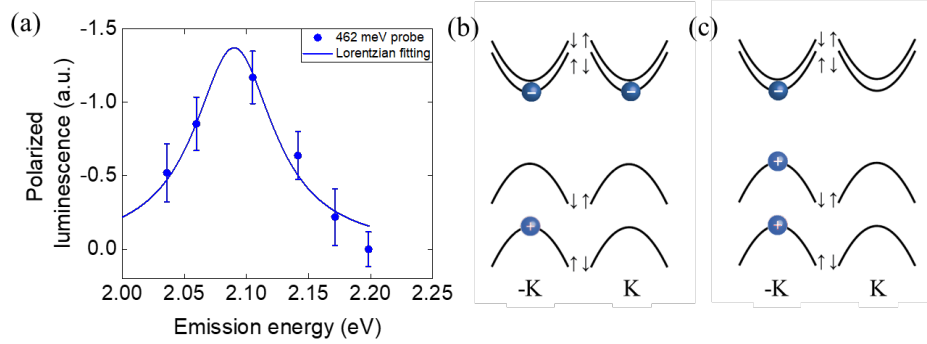 (a)
Polarized
luminescence (a.u.)
-1.5
-1.0
-0.5
0.0
462 meV probe
Lorentzian fitting
2.00 2.05 2.10 2.15 2.20 2.25
Emission energy (eV)
(b)
↓↑
↑↓
↓↑
↑↓
-K K
(c)
↓↑
↑↓
↓↑
↑↓
-K K